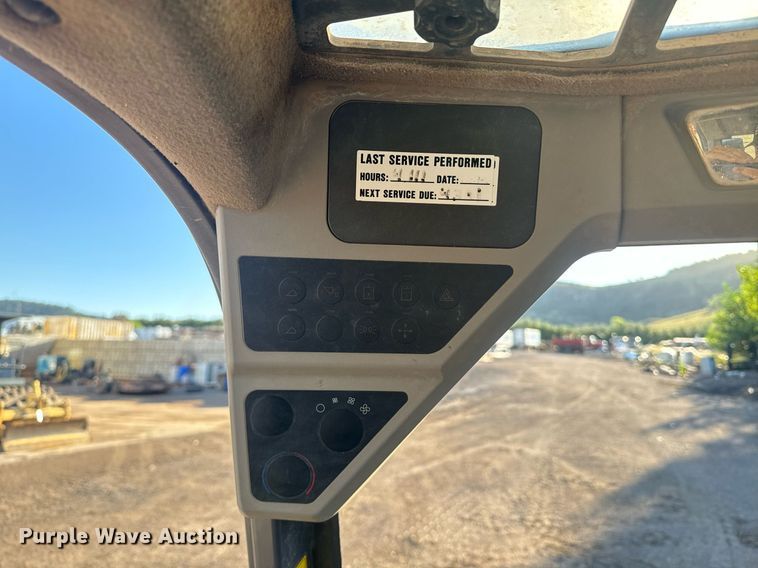 LAST SERVICE PERFORMED
HOURS: DATE:
NEXT SERVICE DUE:
Purple Wave Auction